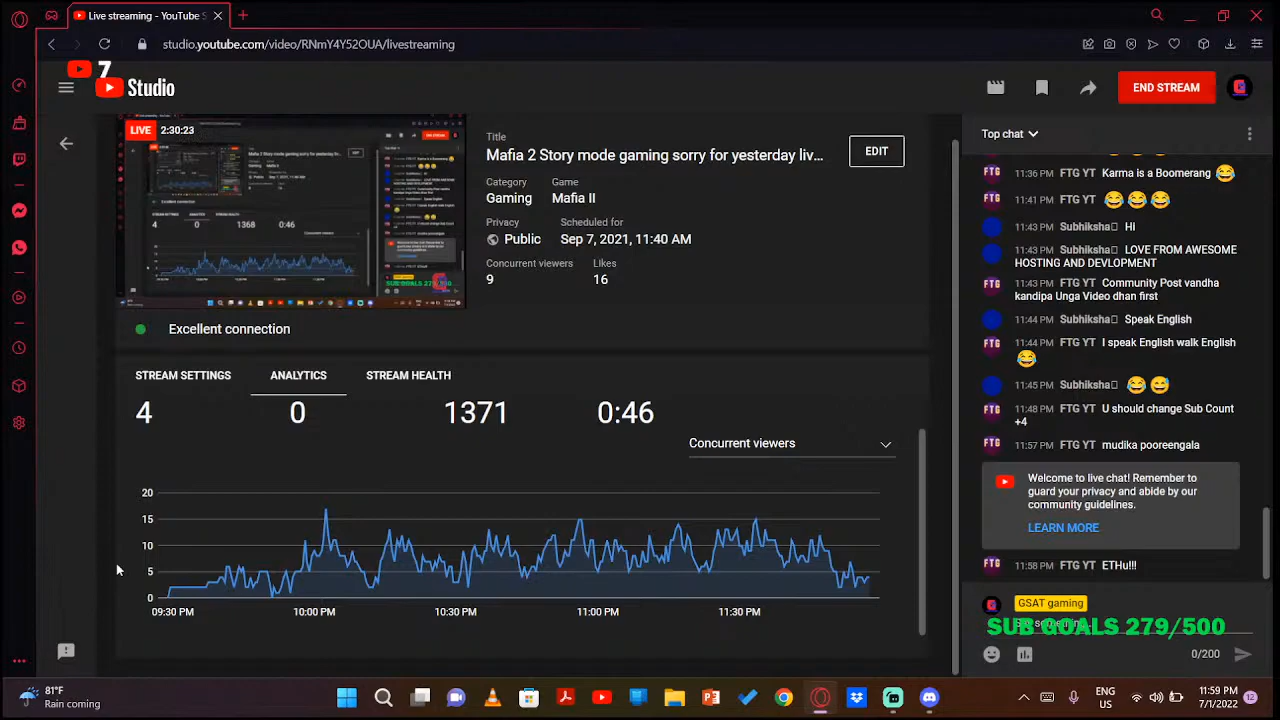 Live streaming - YouTube S
studio.youtube.com/video/RNmY4Y52OUA/livestreaming
7
Studio
END STREAM
LIVE 2:30:23
Title
Mafia 2 Story mode gaming sorry for yesterday liv...
EDIT
Category Game
Gaming Mafia II
Privacy Scheduled for
Public Sep 7, 2021, 11:40 AM
Concurrent viewers Likes
9 16
Excellent connection
STREAM SETTINGS ANALYTICS STREAM HEALTH
4 0 1371 0:46
Concurrent viewers
20
15
10
5
0
09:30 PM 10:00 PM 10:30 PM 11:00 PM 11:30 PM
Top chat
😂
11:41 PM FTG YT 😂😂😂
11:43 PM Subhiksha Hi
11:43 PM Subhiksha LOVE FROM AWESOME
HOSTING AND DEVELOPMENT
11:43 PM FTG YT Community Post vandha
kandipa Unga Video Varum first
11:44 PM Subhiksha Speak English
11:44 PM FTG YT I speak English walk English
😂
11:45 PM Subhiksha 😂😅
11:48 PM FTG YT U should change Sub Count
+4
11:57 PM FTG YT mudika pooreengala
Welcome to live chat! Remember to
guard your privacy and abide by our
community guidelines.
LEARN MORE
11:58 PM FTG YT ETHu!!!
GSAT gaming
SUB GOALS 279/500
0/200
81°F
Rain coming
ENG
US
11:59 PM
7/1/2022
12